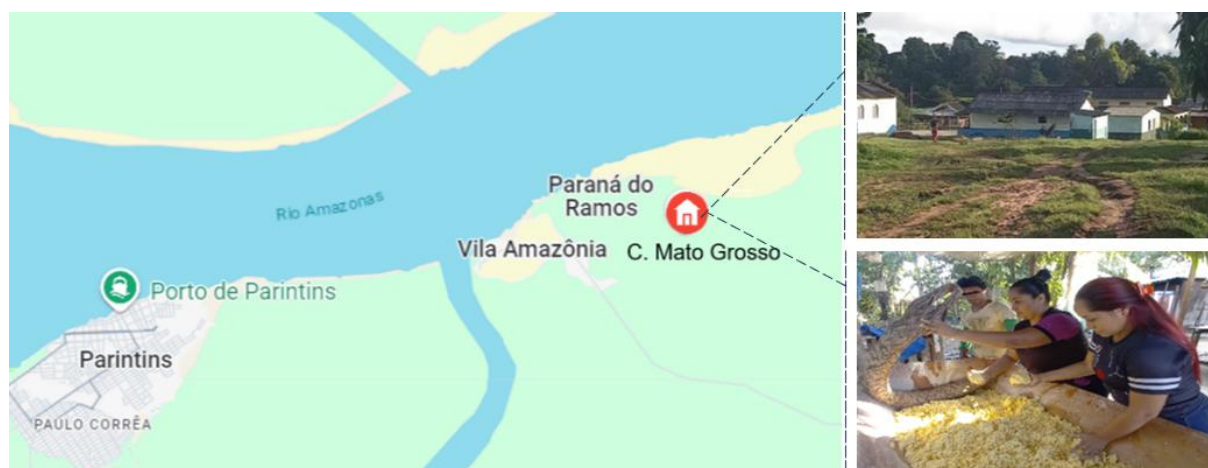 Rio Amazonas
Paraná do
Ramos
Vila Amazônia
C. Mato Grosso
Porto de Parintins
Parintins
PAULO CORRÊA